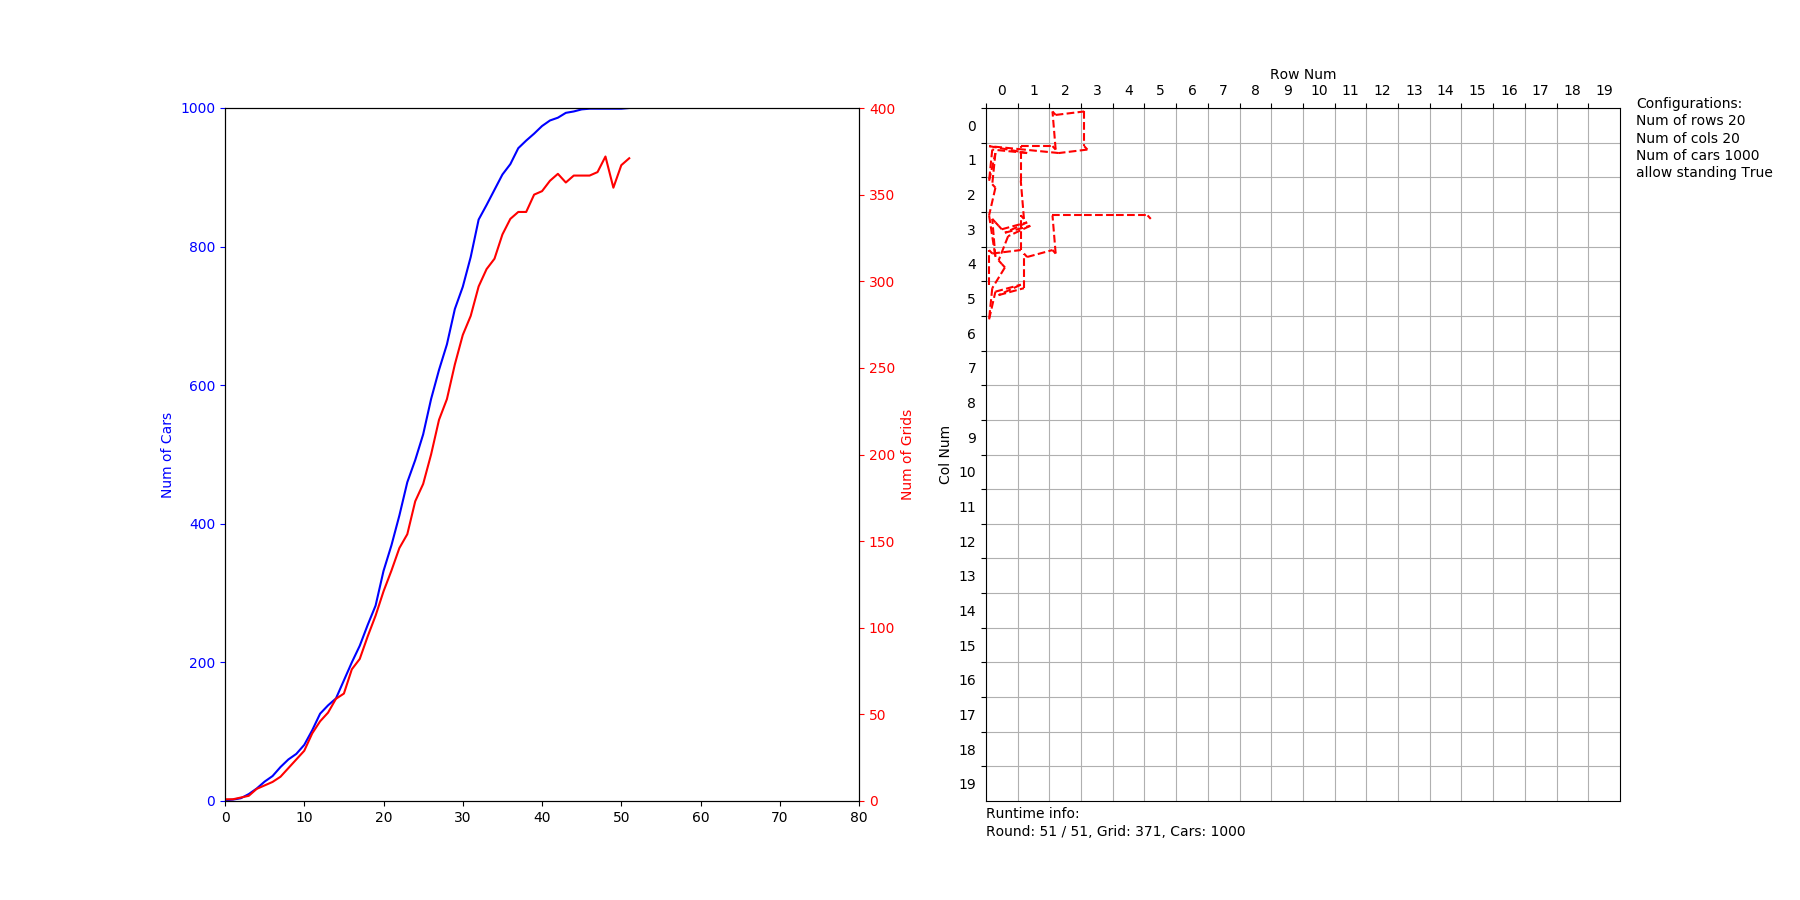 1000
800
600
400
200
0
Num of Cars
0 10 20 30 40 50 60 70 80
400
350
300
250
200
150
100
50
0
Num of Grids
Row Num
0 1 2 3 4 5 6 7 8 9 10 11 12 13 14 15 16 17 18 19
Col Num
0
1
2
3
4
5
6
7
8
9
10
11
12
13
14
15
16
17
18
19
Configurations:
Num of rows 20
Num of cols 20
Num of cars 1000
allow standing True
Runtime info:
Round: 51 / 51, Grid: 371, Cars: 1000